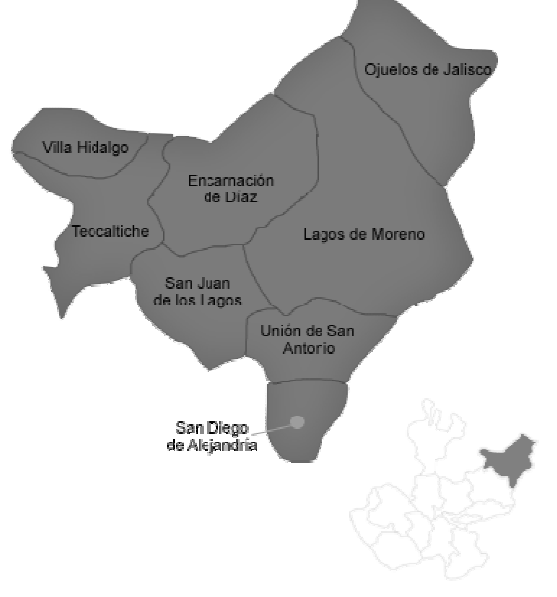 Ojuelos de Jalisco
Villa Hidalgo
Encarnación
de Díaz
Teocaltiche
Lagos de Moreno
San Juan
de los Lagos
Unión de San
Antonio
San Diego
de Alejandría